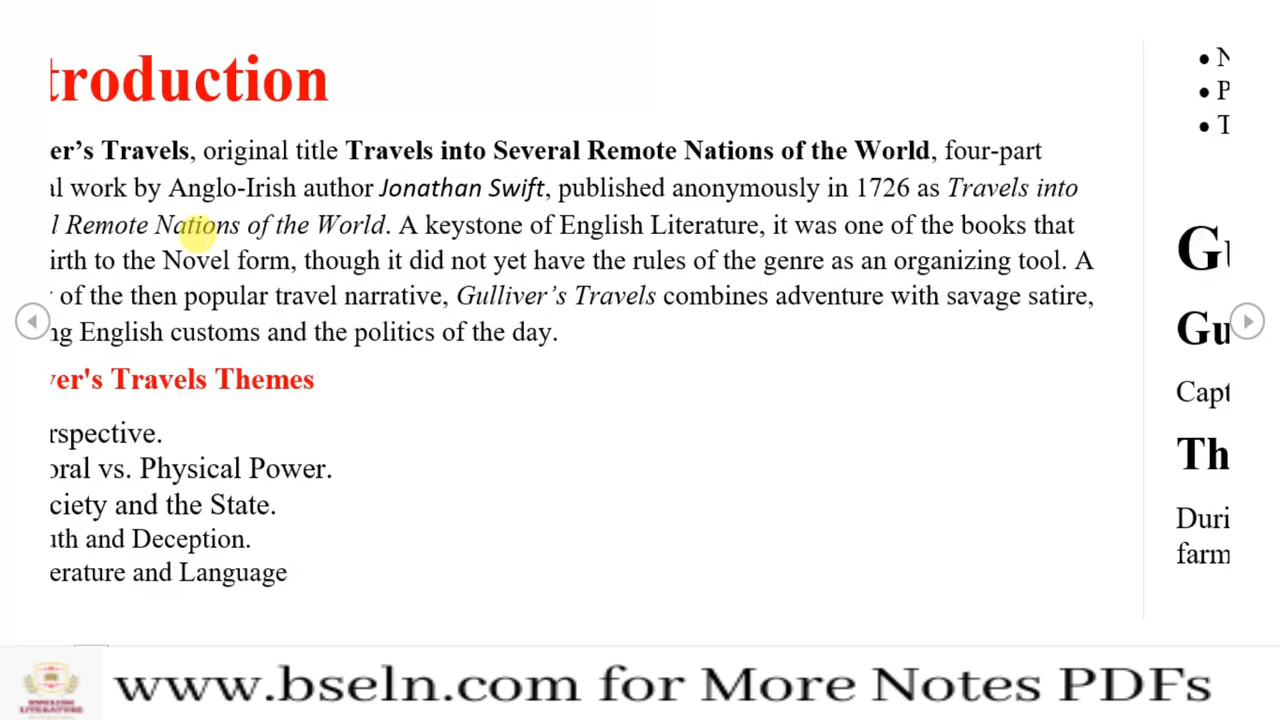 troduction
er's Travels, original title Travels into Several Remote Nations of the World, four-part
work by Anglo-Irish author Jonathan Swift, published anonymously in 1726 as Travels into
l Remote Nations of the World. A keystone of English Literature, it was one of the books that
irth to the Novel form, though it did not yet have the rules of the genre as an organizing tool. A
of the then popular travel narrative, Gulliver's Travels combines adventure with savage satire,
ng English customs and the politics of the day.
ver's Travels Themes
rspective.
oral vs. Physical Power.
ciety and the State.
uth and Deception.
erature and Language
• N
• P
• T
Gu
Capt
Th
Duri
farm
www.bseln.com for More Notes PDFs